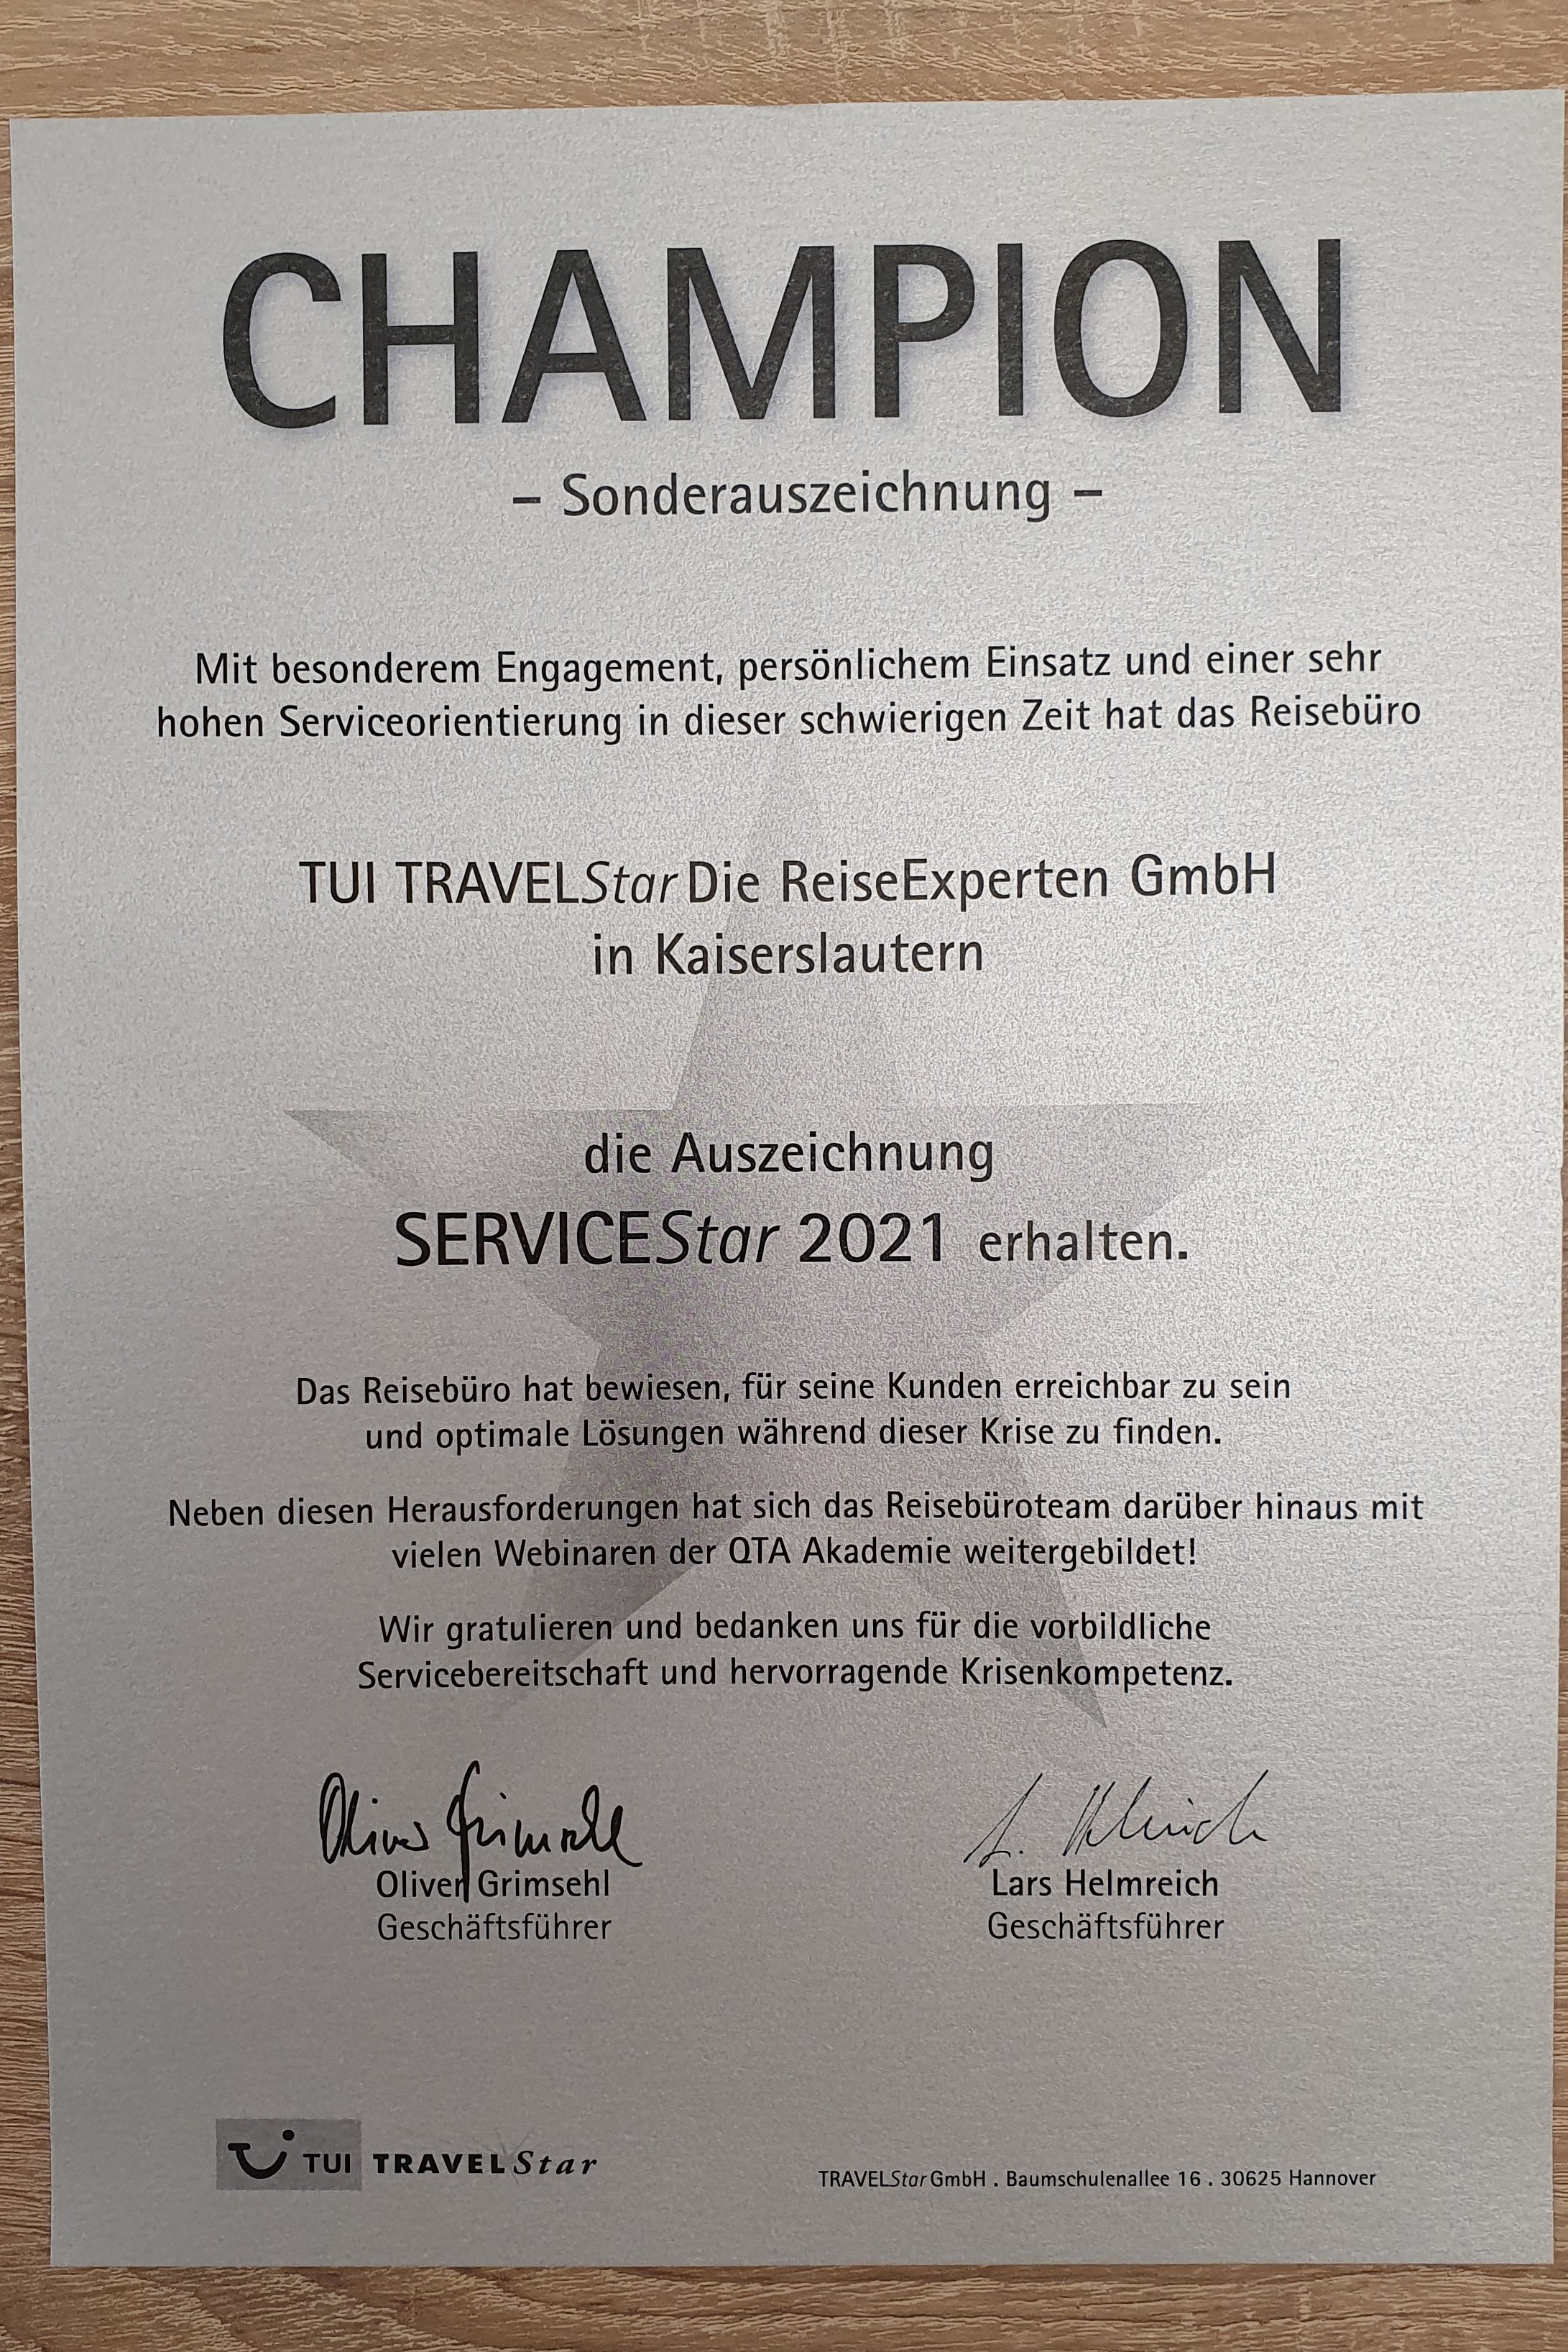 CHAMPION
– Sonderauszeichnung –
Mit besonderem Engagement, persönlichem Einsatz und einer sehr
hohen Serviceorientierung in dieser schwierigen Zeit hat das Reisebüro
TUI TRAVELStar Die ReiseExperten GmbH
in Kaiserslautern
die Auszeichnung
SERVICEStar 2021 erhalten.
Das Reisebüro hat bewiesen, für seine Kunden erreichbar zu sein
und optimale Lösungen während dieser Krise zu finden.
Neben diesen Herausforderungen hat sich das Reisebüroteam darüber hinaus mit
vielen Webinaren der QTA Akademie weitergebildet!
Wir gratulieren und bedanken uns für die vorbildliche
Servicebereitschaft und hervorragende Krisenkompetenz.
Oliver Grimsehl L. Helmreich
Oliver Grimsehl Lars Helmreich
Geschäftsführer Geschäftsführer
TUI TRAVELStar
TRAVELStar GmbH . Baumschulenallee 16 . 30625 Hannover